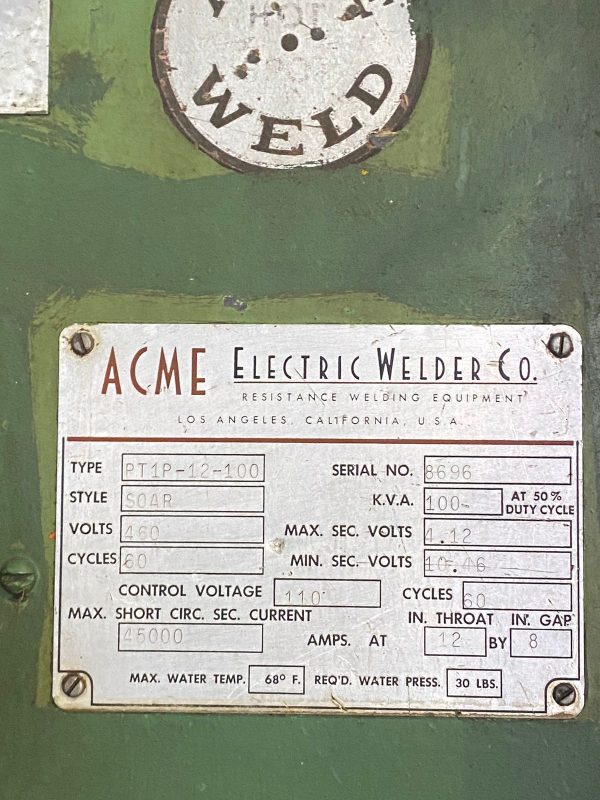 HOT
WELD
ACME ELECTRIC WELDER CO.
RESISTANCE WELDING EQUIPMENT
LOS ANGELES, CALIFORNIA, U.S.A.
TYPE PT1P-12-100 SERIAL NO. 8696
STYLE SOAR K.V.A. 100- AT 50% DUTY CYCLE
VOLTS 460 MAX. SEC. VOLTS 4.12
CYCLES 60 MIN. SEC. VOLTS 10.46
CONTROL VOLTAGE 110 CYCLES 60
MAX. SHORT CIRC. SEC. CURRENT IN. THROAT IN. GAP
45000 AMPS. AT 12 BY 8
MAX. WATER TEMP. 68° F. REQ'D. WATER PRESS. 30 LBS.